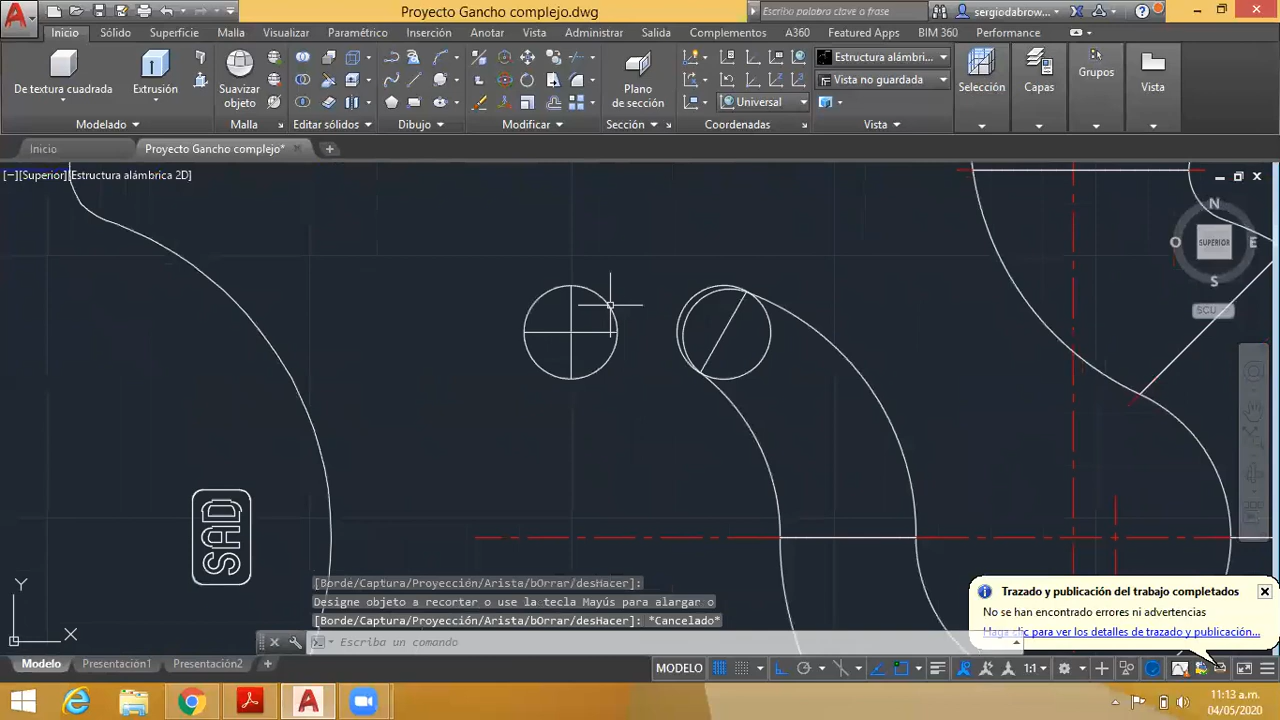 Proyecto Gancho complejo.dwg
Escribido palabra clave o frase
sergiodabrow...
Inicio Sólido Superficie Malla Visualizar Paramétrico Inserción Anotar Vista Administrar Salida Complementos A360 Featured Apps BIM 360 Performance
Estructura alámbri...
Vista no guardada
Universal
De textura cuadrada
Extrusión
Suavizar
objeto
Plano
de sección
Selección
Capas
Grupos
Vista
Modelado
Malla
Editar sólidos
Dibujo
Modificar
Sección
Coordenadas
Vista
Inicio
Proyecto Gancho complejo*
[−][Superior][Estructura alámbrica 2D]
N
O
SUPERIOR
E
S
SCU
SAD
Y
X
[Borde/Captura/Proyección/Arista/bOrrar/desHacer]:
Designe objeto a recortar o use la tecla Mayús para alargar o
[Borde/Captura/Proyección/Arista/bOrrar/desHacer]: *Cancelado*
Escriba un comando
Trazado y publicación del trabajo completados
No se han encontrado errores ni advertencias
Haga clic para ver los detalles de trazado y publicación...
Modelo Presentación1 Presentación2
MODELO
1:1
11:13 a.m.
04/05/2020